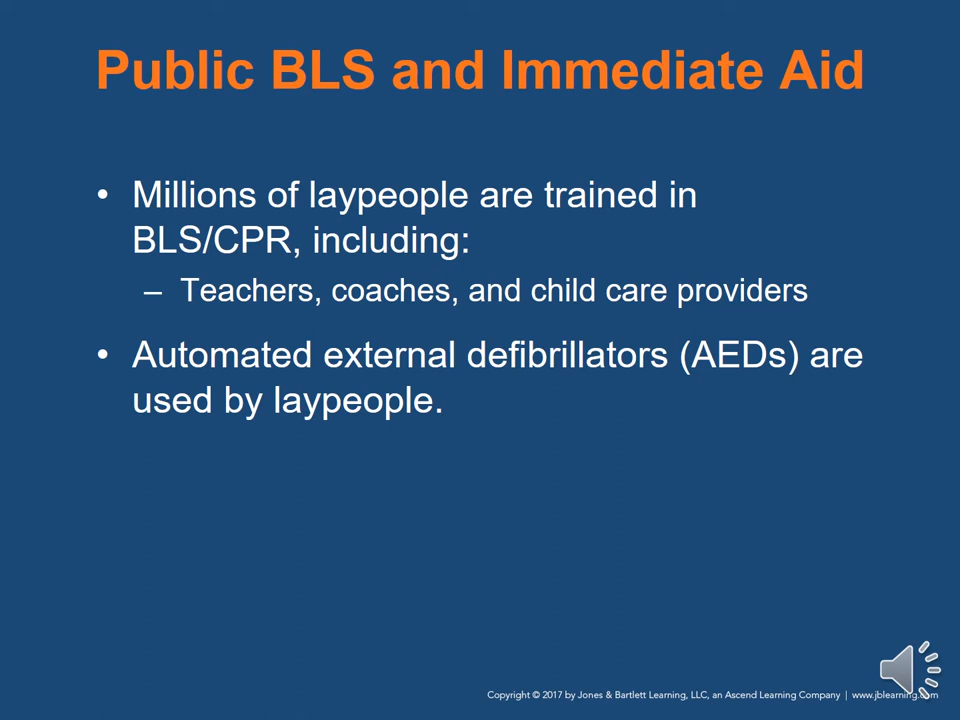 Public BLS and Immediate Aid
• Millions of laypeople are trained in
BLS/CPR, including:
– Teachers, coaches, and child care providers
• Automated external defibrillators (AEDs) are
used by laypeople.
Copyright © 2017 by Jones & Bartlett Learning, LLC, an Ascend Learning Company | www.jblearning.com